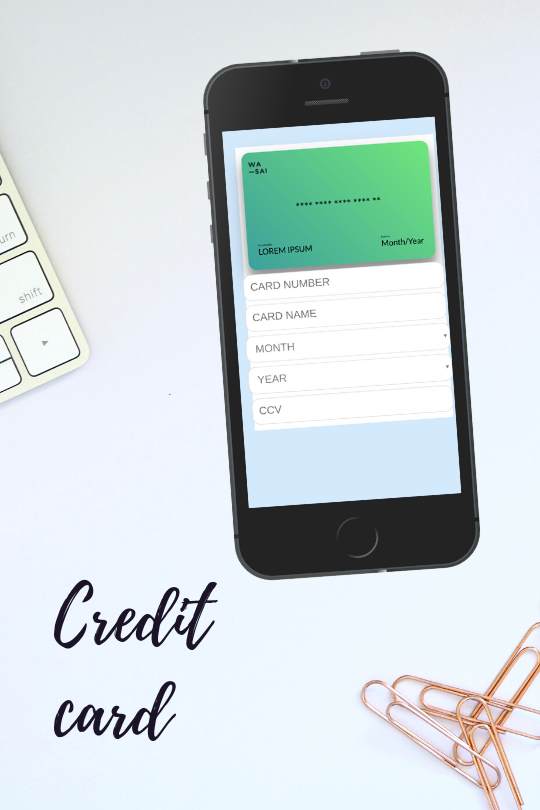 urn
shift
WA
—SAI
**** **** **** **** **
LOREM IPSUM
Month/Year
CARD NUMBER
CARD NAME
MONTH
YEAR
CCV
Credit
card